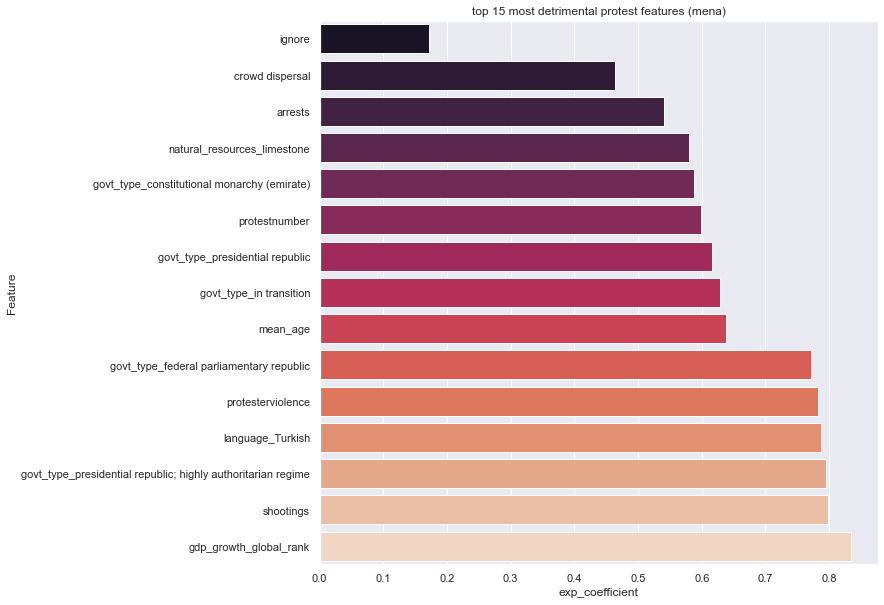 top 15 most detrimental protest features (mena)
ignore
crowd dispersal
arrests
natural_resources_limestone
govt_type_constitutional monarchy (emirate)
protestnumber
govt_type_presidential republic
govt_type_in transition
mean_age
govt_type_federal parliamentary republic
protesterviolence
language_Turkish
govt_type_presidential republic; highly authoritarian regime
shootings
gdp_growth_global_rank
Feature
0.0 0.1 0.2 0.3 0.4 0.5 0.6 0.7 0.8
exp_coefficient